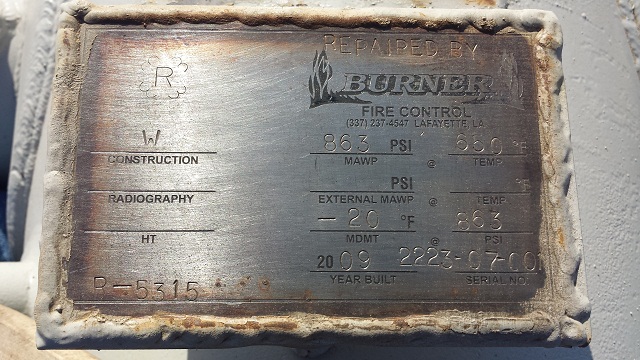 REPAIRED BY
R
BURNER
FIRE CONTROL
(337) 237-4547 LAFAYETTE, LA
W 863 PSI 650 °F
CONSTRUCTION MAWP @ TEMP.
PSI °F
RADIOGRAPHY EXTERNAL MAWP @ TEMP.
-20 °F 863
HT MDMT @ PSI
2009 2223-07-00
R-5315 YEAR BUILT SERIAL NO.